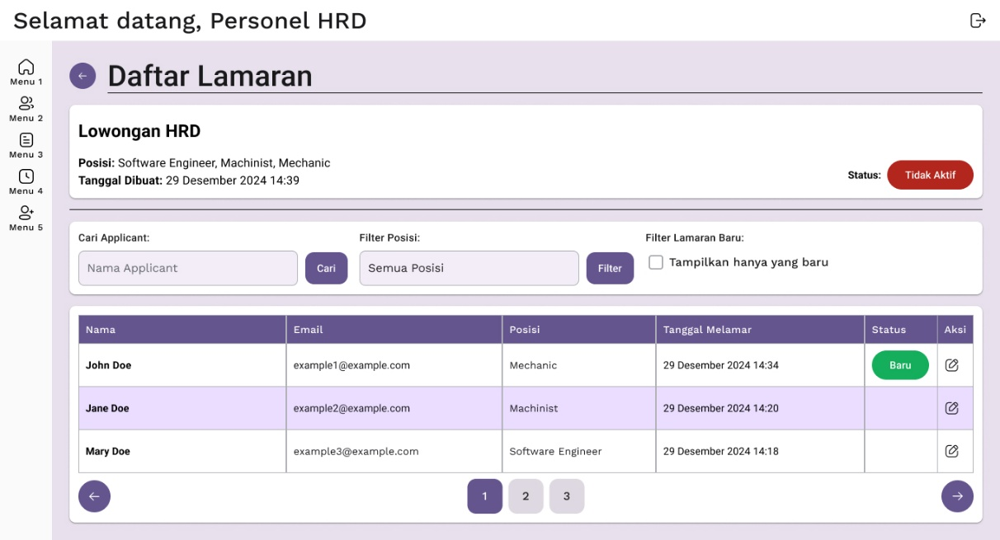 Selamat datang, Personel HRD
Menu 1
Menu 2
Menu 3
Menu 4
Menu 5
Daftar Lamaran
Lowongan HRD
Posisi: Software Engineer, Machinist, Mechanic
Tanggal Dibuat: 29 Desember 2024 14:39
Status: Tidak Aktif
Cari Applicant:
Nama Applicant Cari
Filter Posisi:
Semua Posisi Filter
Filter Lamaran Baru:
Tampilkan hanya yang baru
Nama Email Posisi Tanggal Melamar Status Aksi
John Doe example1@example.com Mechanic 29 Desember 2024 14:34 Baru
Jane Doe example2@example.com Machinist 29 Desember 2024 14:20
Mary Doe example3@example.com Software Engineer 29 Desember 2024 14:18
1 2 3